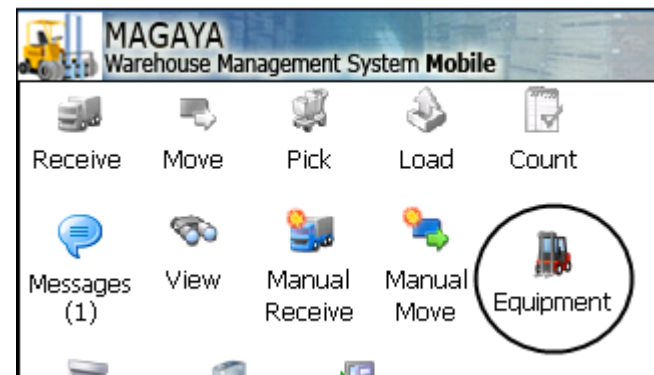 MAGAYA
Warehouse Management System Mobile
Receive Move Pick Load Count
Messages View Manual Manual Equipment
(1) Receive Move